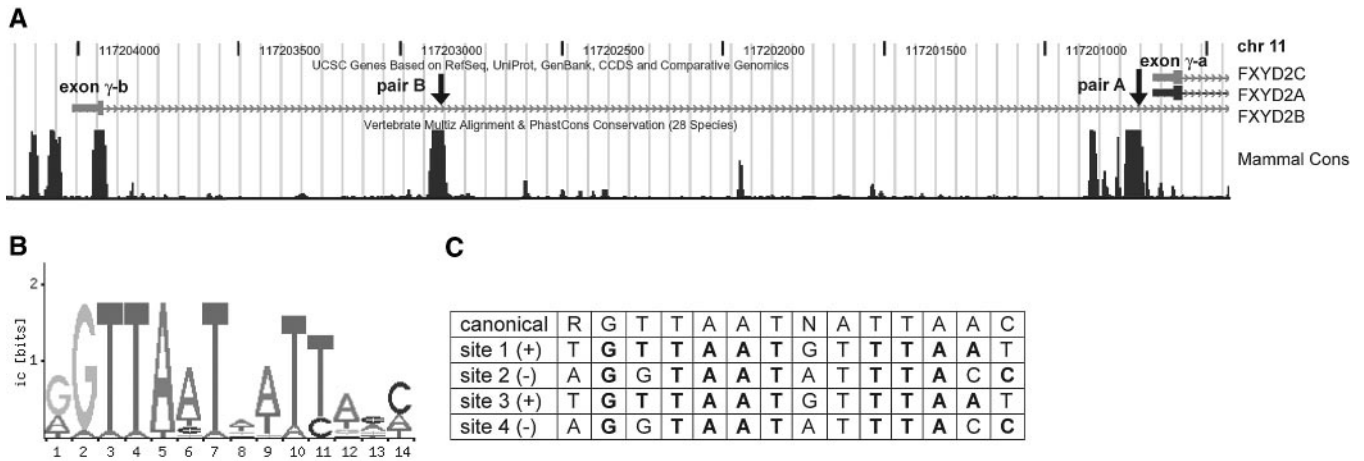 A
117204000 117203500 117203000 117202500 117202000 117201500 117201000 chr 11
UCSC Genes Based on RefSeq, UniProt, GenBank, CCDS and Comparative Genomics
exon γ-a
exon γ-b
pair B
pair A
FXYD2C
FXYD2A
FXYD2B
Vertebrate Multiz Alignment & PhastCons Conservation (28 Species)
Mammal Cons
B
ic [bits]
2
1
1 2 3 4 5 6 7 8 9 10 11 12 13 14
C
canonical R G T T A A T N A T T A A C
site 1 (+) T G T T A A T G T T T A A T
site 2 (-) A G G T A A T A T T T A C C
site 3 (+) T G T T A A T G T T T A A T
site 4 (-) A G G T A A T A T T T A C C